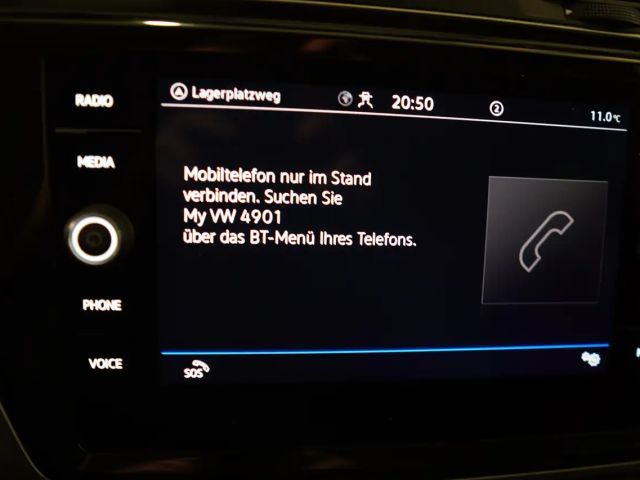 RADIO
MEDIA
PHONE
VOICE
Lagerplatzweg
20:50
2
11.0°C
Mobiltelefon nur im Stand
verbinden. Suchen Sie
My VW 4901
über das BT-Menü Ihres Telefons.
SOS